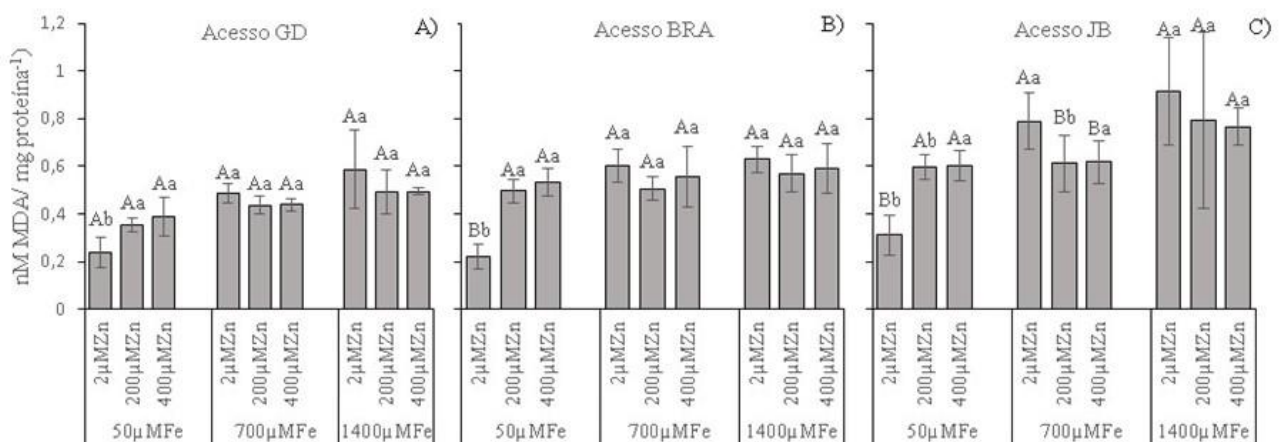 nM MDA/ mg proteína⁻¹
1,2
1
0,8
0,6
0,4
0,2
0
Acesso GD
A)
Ab
Aa
Aa
Aa
Aa
Aa
Aa
Aa
Aa
2µMZn
200µMZn
400µMZn
2µMZn
200µMZn
400µMZn
2µMZn
200µMZn
400µMZn
50µMFe
700µMFe
1400µMFe
Acesso BRA
B)
Bb
Aa
Aa
Aa
Aa
Aa
Aa
Aa
Aa
2µMZn
200µMZn
400µMZn
2µMZn
200µMZn
400µMZn
2µMZn
200µMZn
400µMZn
50µMFe
700µMFe
1400µMFe
Acesso JB
C)
Bb
Ab
Aa
Aa
Bb
Ba
Aa
Aa
Aa
2µMZn
200µMZn
400µMZn
2µMZn
200µMZn
400µMZn
2µMZn
200µMZn
400µMZn
50µMFe
700µMFe
1400µMFe